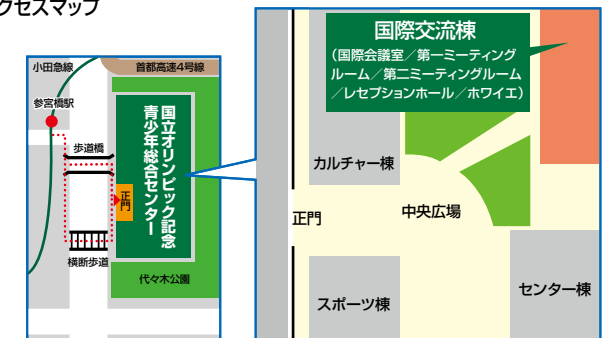 クセスマップ
小田急線
首都高速4号線
参宮橋駅
歩道橋
国立オリンピック記念
青少年総合センター
正門
横断歩道
代々木公園
国際交流棟
(国際会議室/第一ミーティング
ルーム/第二ミーティングルーム
/レセプションホール/ホワイエ)
カルチャー棟
正門
中央広場
スポーツ棟
センター棟